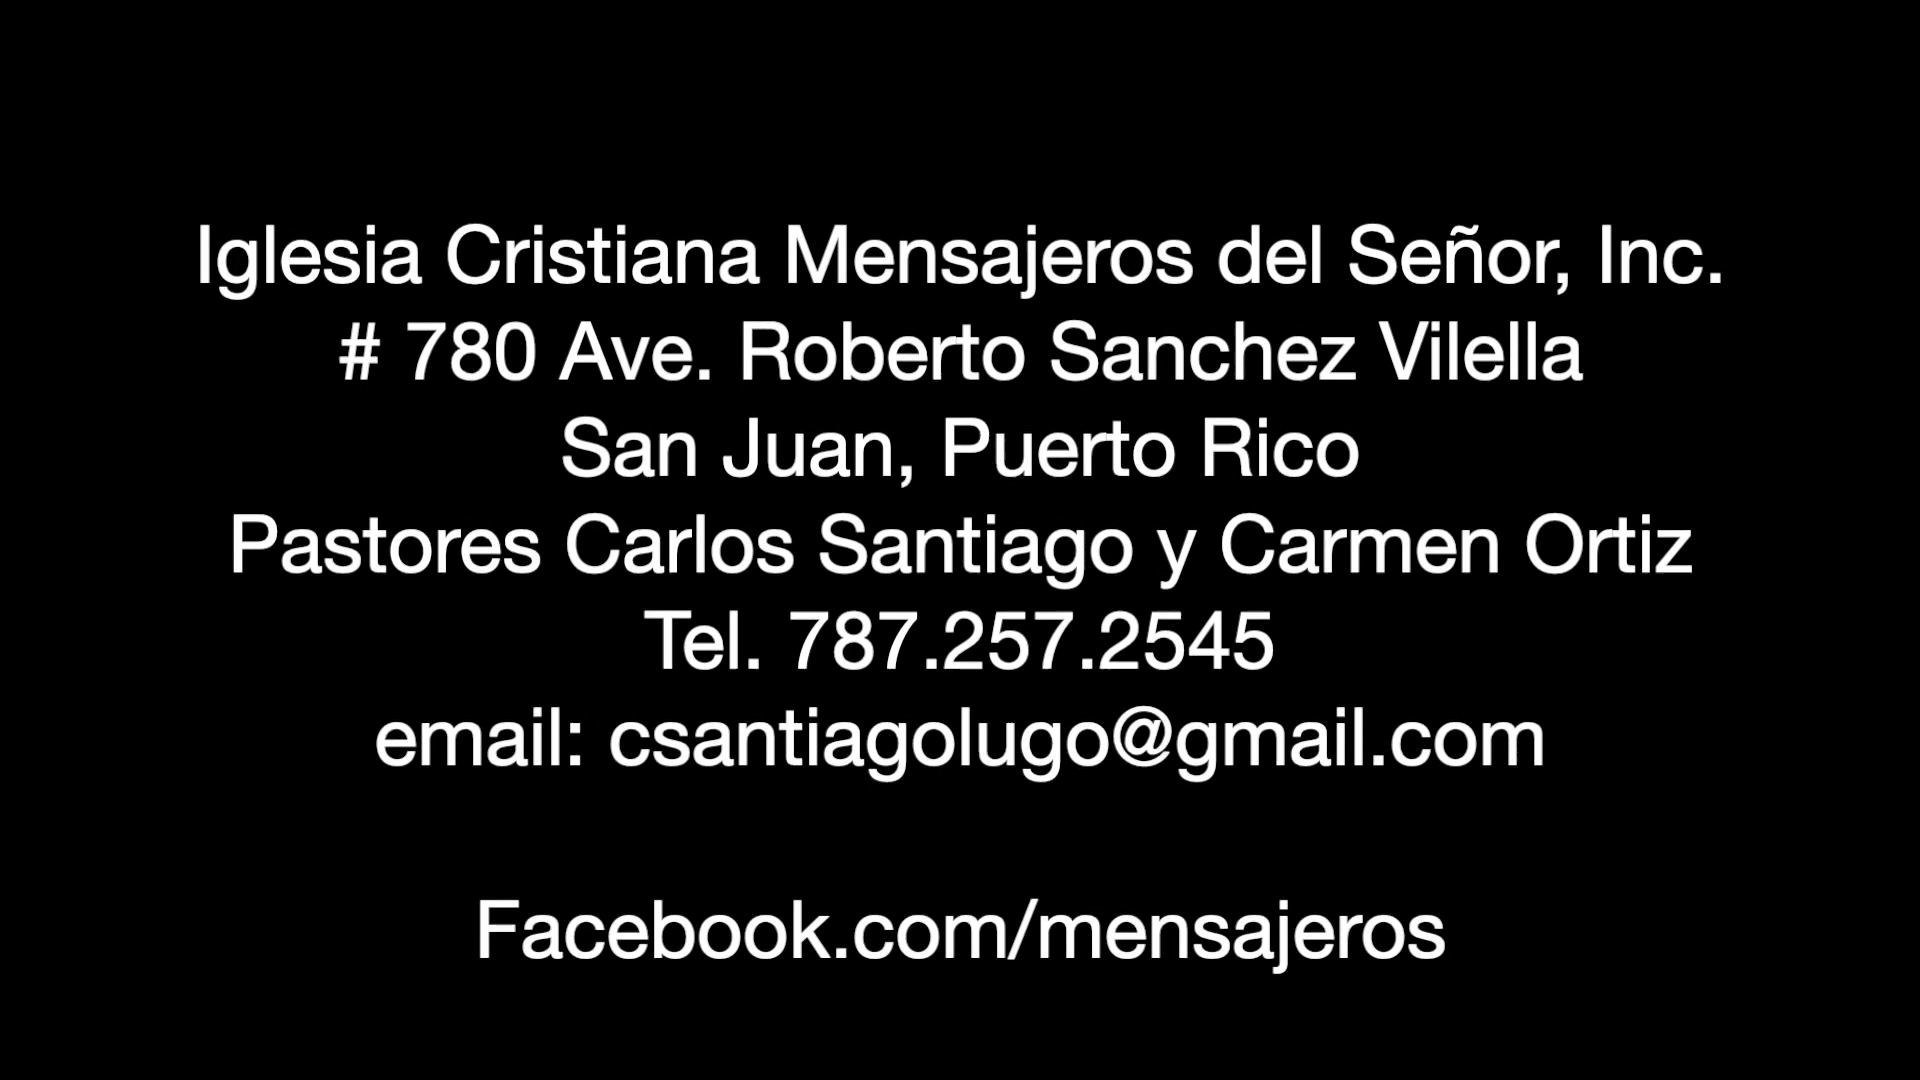 Iglesia Cristiana Mensajeros del Señor, Inc.
# 780 Ave. Roberto Sanchez Vilella
San Juan, Puerto Rico
Pastores Carlos Santiago y Carmen Ortiz
Tel. 787.257.2545
email: csantiagolugo@gmail.com
Facebook.com/mensajeros